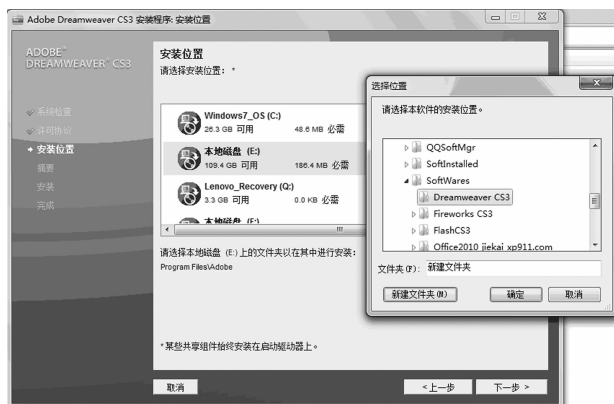 Adobe Dreamweaver CS3 安装程序: 安装位置
ADOBE®
DREAMWEAVER® CS3
系统检查
许可协议
安装位置
摘要
安装
完成
安装位置
请选择安装位置: *
Windows7_OS (C:)
26.3 GB 可用 48.6 MB 必需
本地磁盘 (E:)
109.4 GB 可用 186.4 MB 必需
Lenovo_Recovery (Q:)
3.3 GB 可用 0.0 KB 必需
本地磁盘 (F:)
请选择本地磁盘 (E:) 上的文件夹以在其中进行安装:
Program Files\Adobe
*某些共享组件始终安装在启动驱动器上。
取消
<上一步
下一步 >
选择位置
请选择本软件的安装位置。
QQSoftMgr
SoftInstalled
SoftWares
Dreamweaver CS3
Fireworks CS3
FlashCS3
Office2010 jiekai xp911.com
文件夹(F): 新建文件夹
新建文件夹(N)
确定
取消